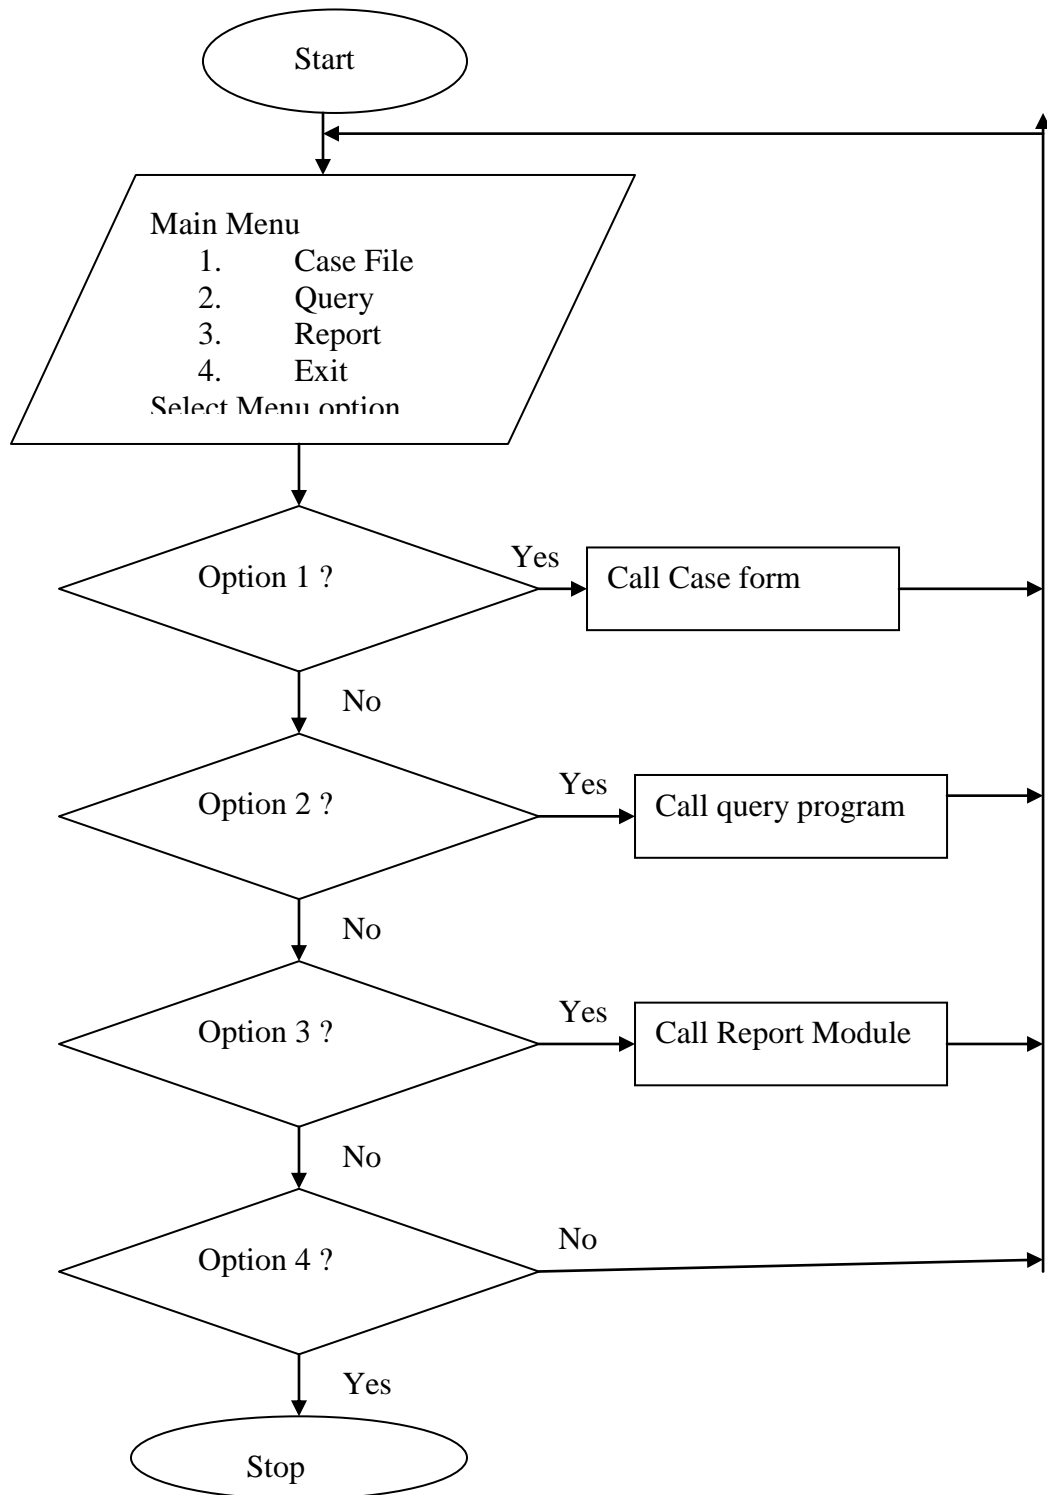 Start
Main Menu
1. Case File
2. Query
3. Report
4. Exit
Select Menu option
Option 1 ?
Yes
Call Case form
No
Option 2 ?
Yes
Call query program
No
Option 3 ?
Yes
Call Report Module
No
Option 4 ?
No
Yes
Stop